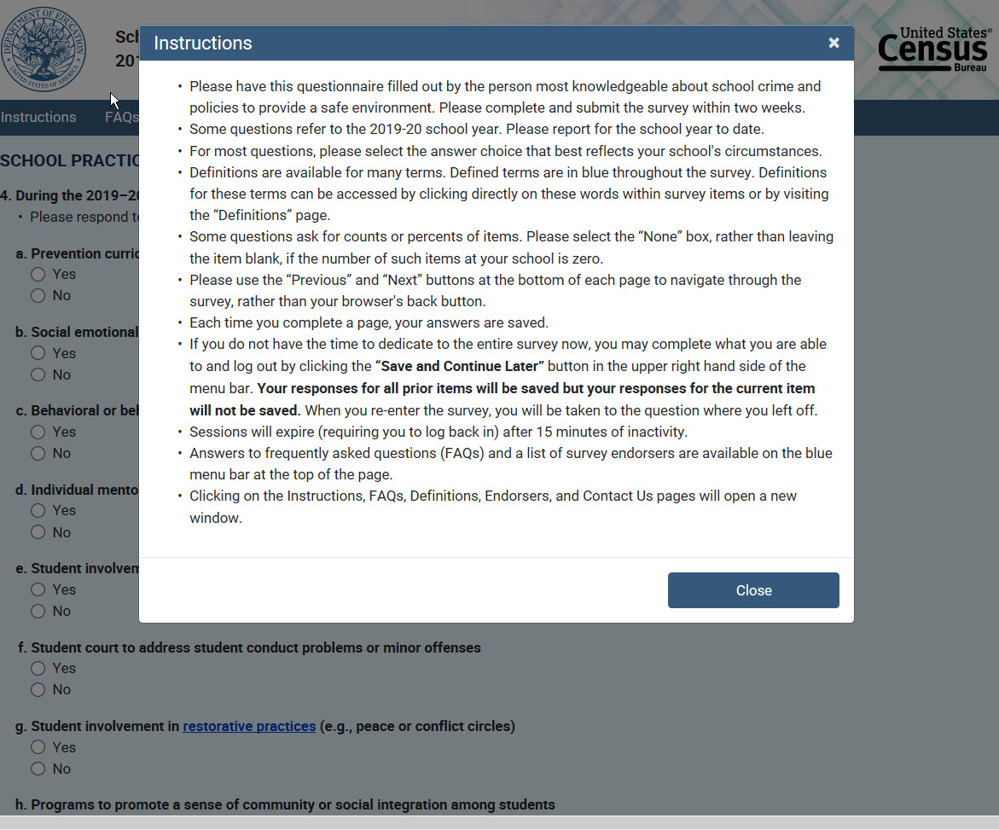 DEPARTMENT OF EDUCATION
UNITED STATES OF AMERICA
United States®
Census
Bureau
Instructions FAQs
Instructions ×
• Please have this questionnaire filled out by the person most knowledgeable about school crime and
policies to provide a safe environment. Please complete and submit the survey within two weeks.
• Some questions refer to the 2019-20 school year. Please report for the school year to date.
• For most questions, please select the answer choice that best reflects your school's circumstances.
• Definitions are available for many terms. Defined terms are in blue throughout the survey. Definitions
for these terms can be accessed by clicking directly on these words within survey items or by visiting
the “Definitions” page.
• Some questions ask for counts or percents of items. Please select the “None” box, rather than leaving
the item blank, if the number of such items at your school is zero.
• Please use the “Previous” and “Next” buttons at the bottom of each page to navigate through the
survey, rather than your browser's back button.
• Each time you complete a page, your answers are saved.
• If you do not have the time to dedicate to the entire survey now, you may complete what you are able
to and log out by clicking the “Save and Continue Later” button in the upper right hand side of the
menu bar. Your responses for all prior items will be saved but your responses for the current item
will not be saved. When you re-enter the survey, you will be taken to the question where you left off.
• Sessions will expire (requiring you to log back in) after 15 minutes of inactivity.
• Answers to frequently asked questions (FAQs) and a list of survey endorsers are available on the blue
menu bar at the top of the page.
• Clicking on the Instructions, FAQs, Definitions, Endorsers, and Contact Us pages will open a new
window.
Close
SCHOOL
4. During the 2019–20
• Please respond
a. Prevention
Yes
No
b. Social emotional
Yes
No
c. Behavioral or
Yes
No
d. Individual
Yes
No
e. Student
Yes
No
f. Student court to address student conduct problems or minor offenses
Yes
No
g. Student involvement in restorative practices (e.g., peace or conflict circles)
Yes
No
h. Programs to promote a sense of community or social integration among students